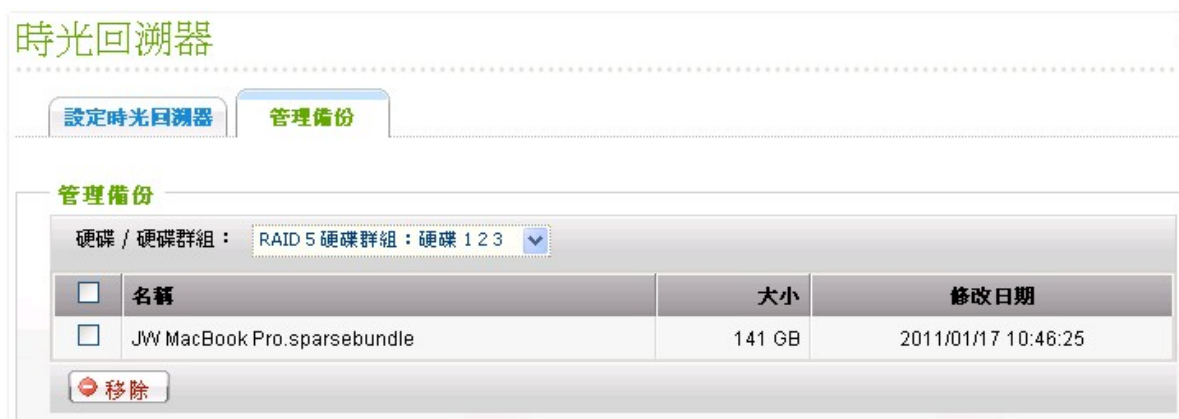 時光回溯器
設定時光回溯器 管理備份
管理備份
硬碟 / 硬碟群組： RAID 5 硬碟群組：硬碟 1 2 3
名稱 大小 修改日期
JW MacBook Pro.sparsebundle 141 GB 2011/01/17 10:46:25
移除